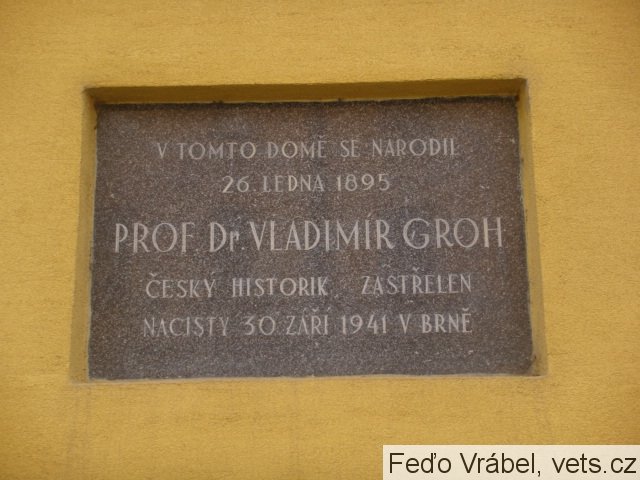 V TOMTO DOMĚ SE NARODIL
26. LEDNA 1895
PROF. Dr. VLADIMÍR GROH
ČESKÝ HISTORIK, ZASTŘELEN
NACISTY 30. ZÁŘÍ 1941 V BRNĚ
Feďo Vrábel, vets.cz